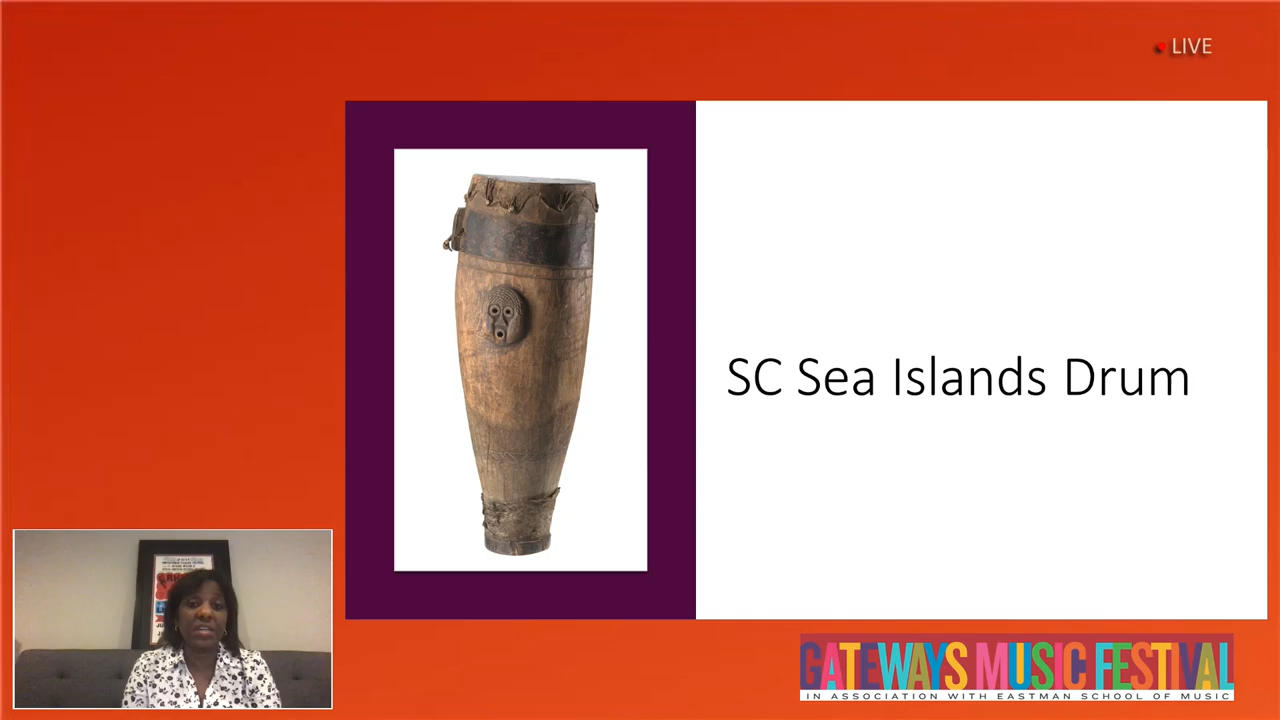 LIVE
SC Sea Islands Drum
GATEWAYS MUSIC FESTIVAL
IN ASSOCIATION WITH EASTMAN SCHOOL OF MUSIC